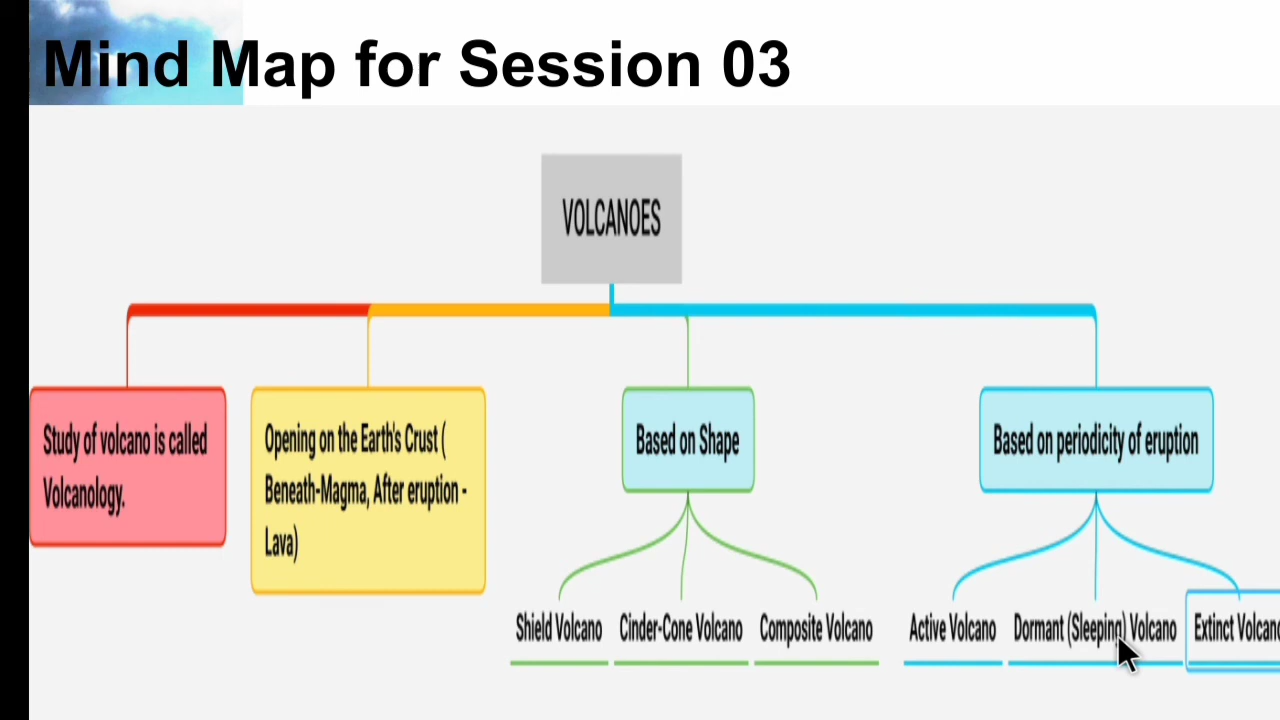 Mind Map for Session 03
VOLCANOES
Study of volcano is called
Volcanology.
Opening on the Earth's Crust (
Beneath-Magma, After eruption -
Lava)
Based on Shape
Based on periodicity of eruption
Shield Volcano
Cinder-Cone Volcano
Composite Volcano
Active Volcano
Dormant (Sleeping) Volcano
Extinct Volcano